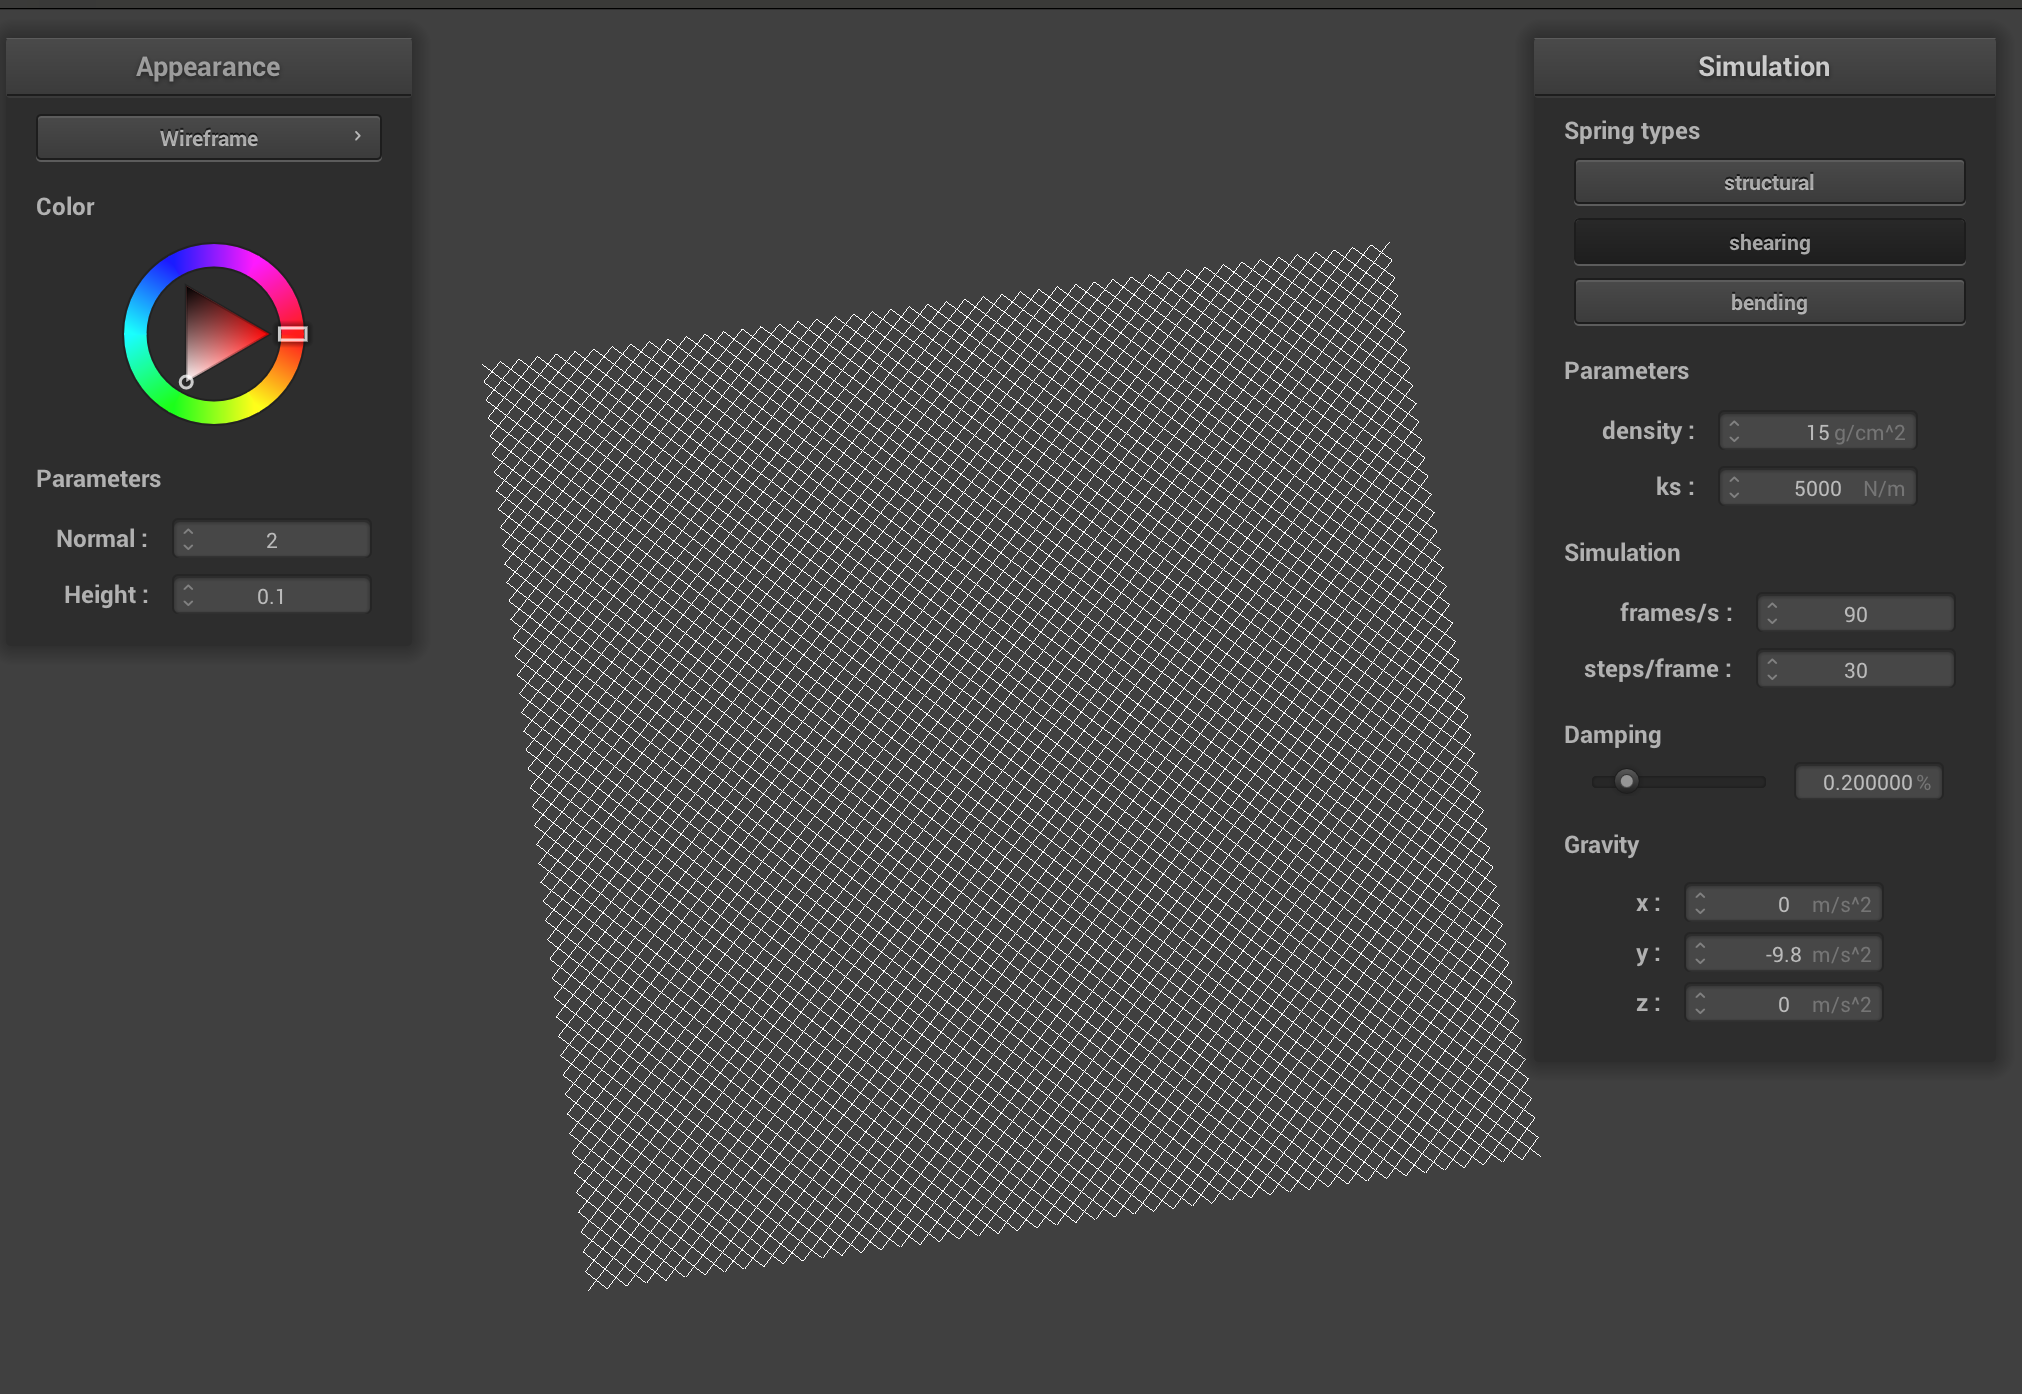 Appearance
Wireframe
Color
Parameters
Normal : 2
Height : 0.1
Simulation
Spring types
structural
shearing
bending
Parameters
density : 15 g/cm^2
ks : 5000 N/m
Simulation
frames/s : 90
steps/frame : 30
Damping
0.200000 %
Gravity
x : 0 m/s^2
y : -9.8 m/s^2
z : 0 m/s^2